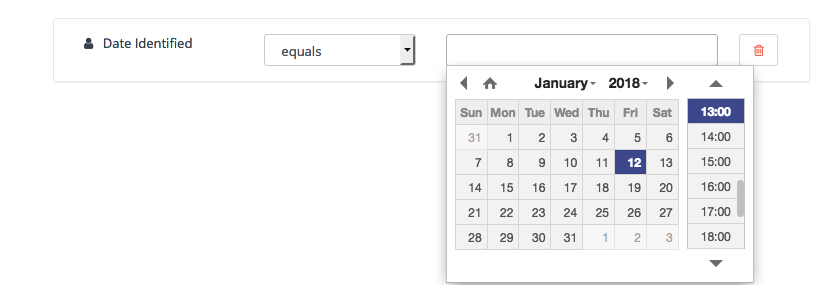 Date Identified equals
January 2018
Sun Mon Tue Wed Thu Fri Sat 13:00
31 1 2 3 4 5 6 14:00
7 8 9 10 11 12 13 15:00
14 15 16 17 18 19 20 16:00
21 22 23 24 25 26 27 17:00
28 29 30 31 1 2 3 18:00